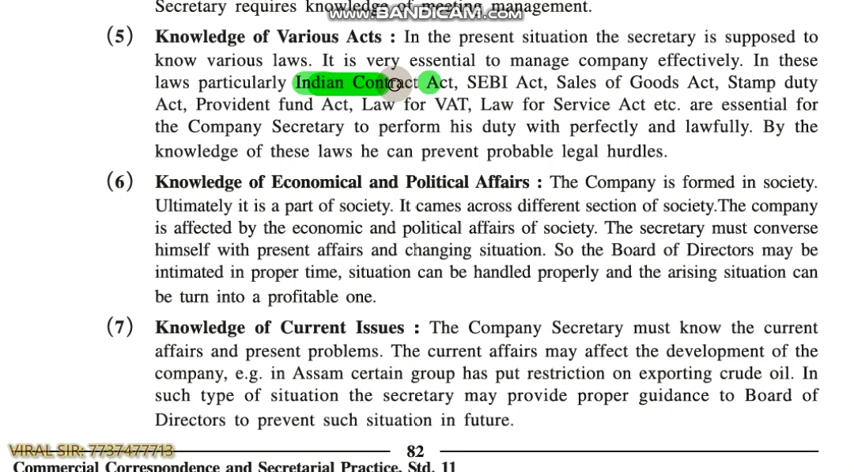 Secretary requires knowledge of meeting management.
www.BANDICAM.com
(5) Knowledge of Various Acts : In the present situation the secretary is supposed to
know various laws. It is very essential to manage company effectively. In these
laws particularly Indian Contract Act, SEBI Act, Sales of Goods Act, Stamp duty
Act, Provident fund Act, Law for VAT, Law for Service Act etc. are essential for
the Company Secretary to perform his duty with perfectly and lawfully. By the
knowledge of these laws he can prevent probable legal hurdles.
(6) Knowledge of Economical and Political Affairs : The Company is formed in society.
Ultimately it is a part of society. It cames across different section of society.The company
is affected by the economic and political affairs of society. The secretary must converse
himself with present affairs and changing situation. So the Board of Directors may be
intimated in proper time, situation can be handled properly and the arising situation can
be turn into a profitable one.
(7) Knowledge of Current Issues : The Company Secretary must know the current
affairs and present problems. The current affairs may affect the development of the
company, e.g. in Assam certain group has put restriction on exporting crude oil. In
such type of situation the secretary may provide proper guidance to Board of
Directors to prevent such situation in future.
VIRAL SIR: 7737477713
82
Commercial Correspondence and Secretarial Practice, Std. 11